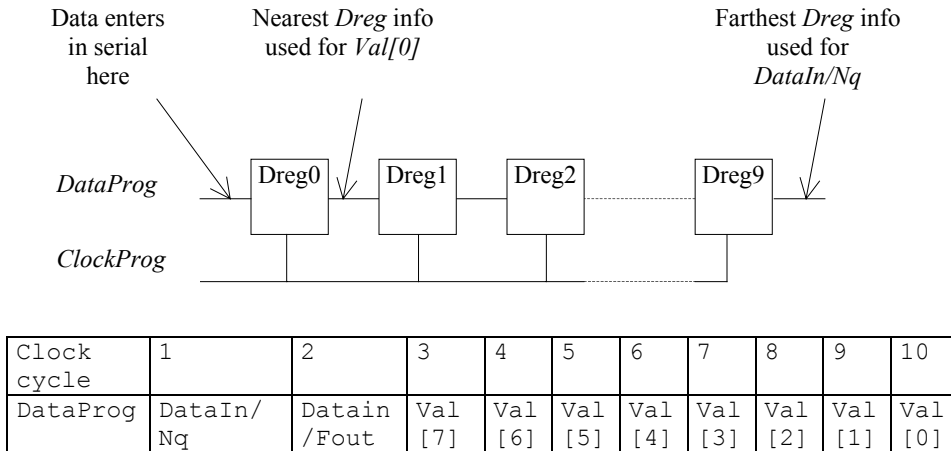 Data enters
in serial
here
Nearest Dreg info
used for Val[0]
Farthest Dreg info
used for
DataIn/Nq
DataProg
Dreg0
Dreg1
Dreg2
Dreg9
ClockProg
Clock
cycle
1
2
3
4
5
6
7
8
9
10
DataProg
DataIn/
Nq
Datain
/Fout
Val
[7]
Val
[6]
Val
[5]
Val
[4]
Val
[3]
Val
[2]
Val
[1]
Val
[0]